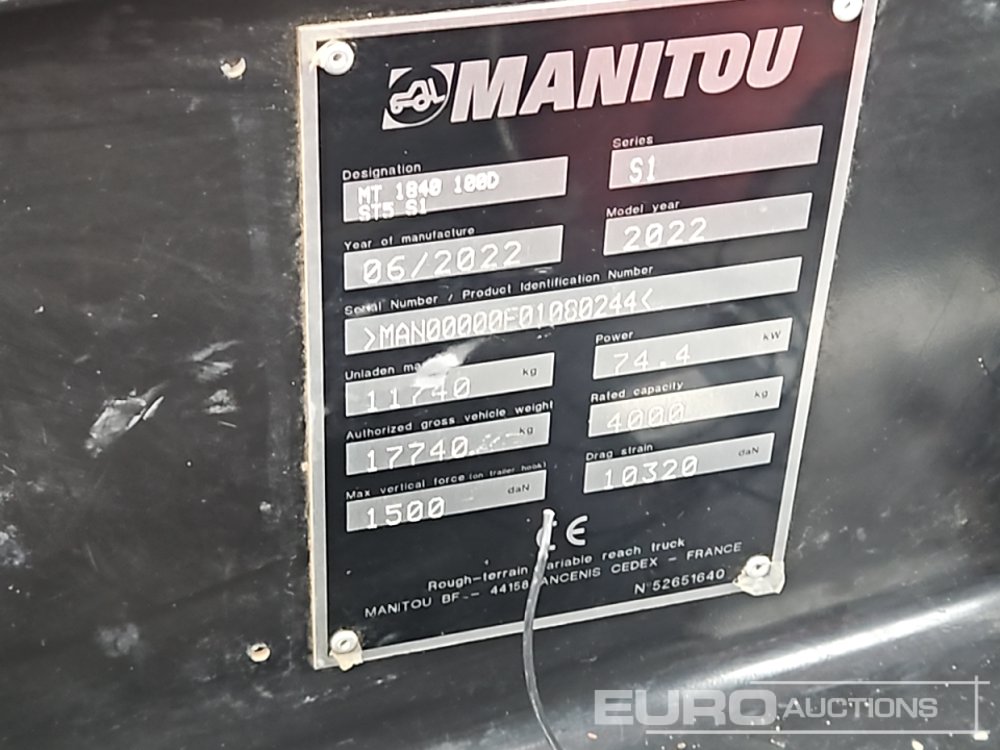 MANITOU
Designation
MT 1840 100D
ST5 S1
Series
S1
Year of manufacture
06/2022
Model year
2022
Serial Number / Product Identification Number
>MAN00000E01080244<
Unladen
11740 kg
Power
74.4 kW
Authorized gross vehicle weight
17740 kg
Rated capacity
4000 kg
Max vertical force (on trailer hook)
1500 daN
Drag strain
10320 daN
CE
Rough-terrain variable reach truck
MANITOU BF - 44158 ANCENIS CEDEX - FRANCE
N°52651640
EURO AUCTIONS